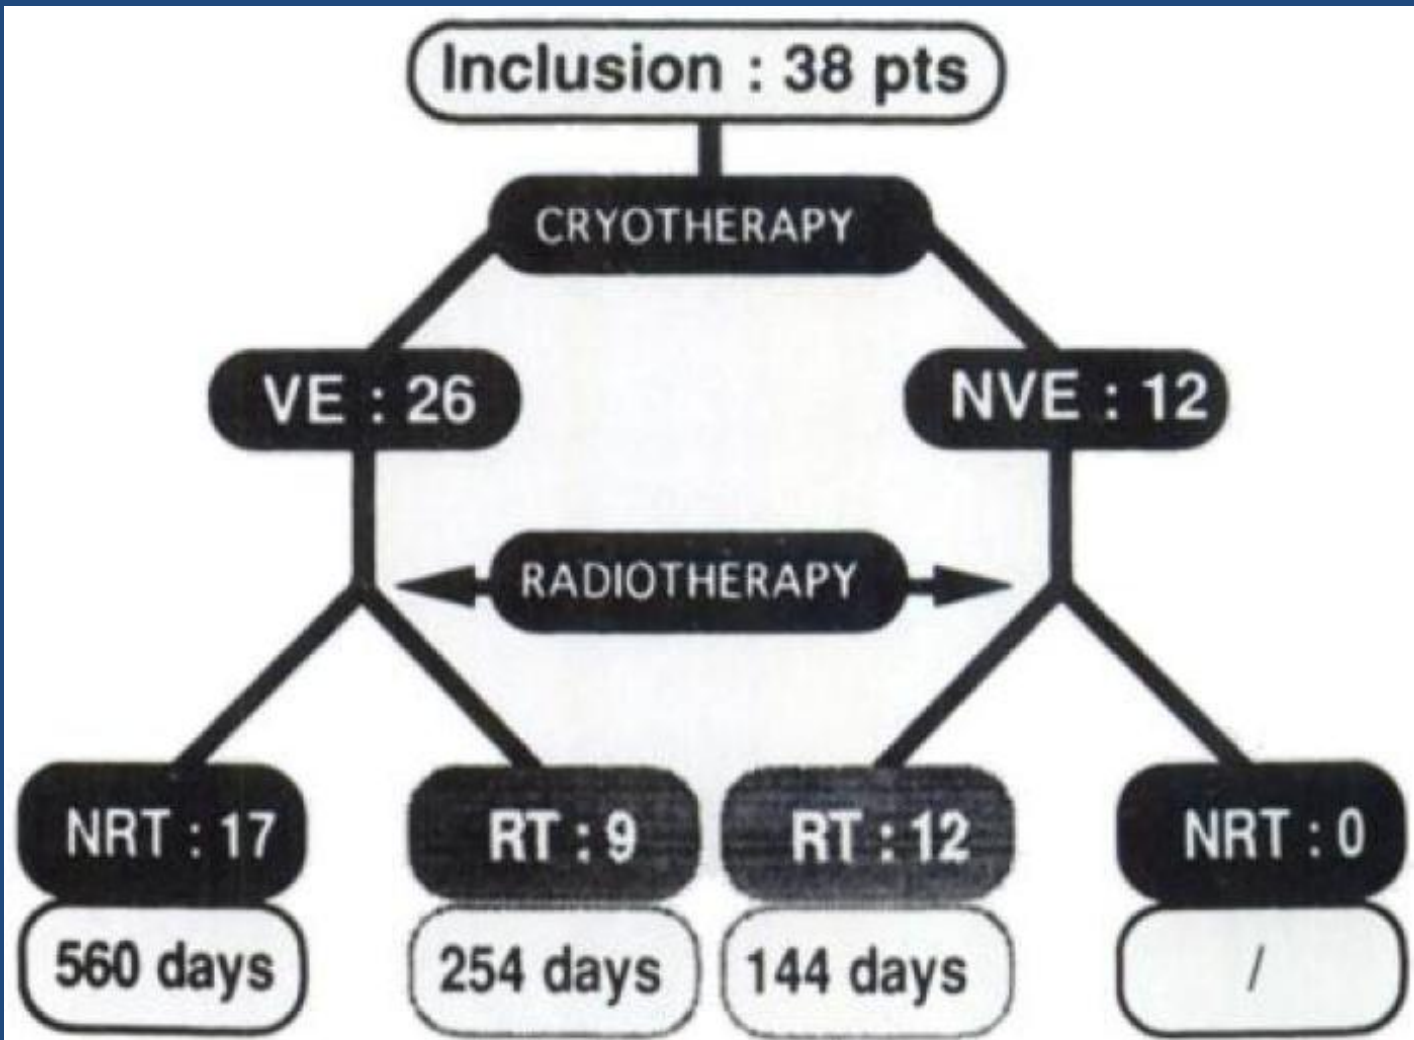 Inclusion : 38 pts
CRYOTHERAPY
VE : 26
NVE : 12
RADIOTHERAPY
NRT : 17
RT : 9
RT : 12
NRT : 0
560 days
254 days
144 days
/